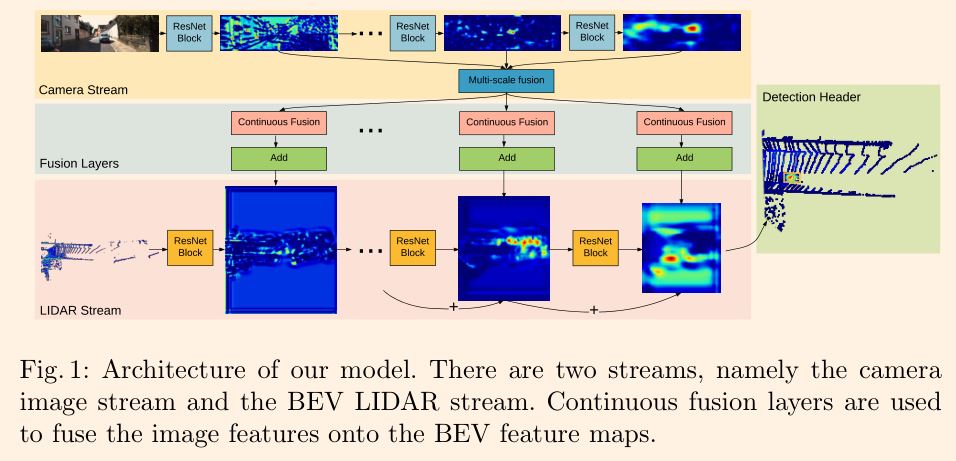 ResNet
Block
ResNet
Block
ResNet
Block
Camera Stream
Multi-scale fusion
Detection Header
Continuous Fusion
Continuous Fusion
Continuous Fusion
Add
Add
Add
Fusion Layers
ResNet
Block
ResNet
Block
ResNet
Block
LIDAR Stream
+
+
Fig. 1: Architecture of our model. There are two streams, namely the camera
image stream and the BEV LIDAR stream. Continuous fusion layers are used
to fuse the image features onto the BEV feature maps.